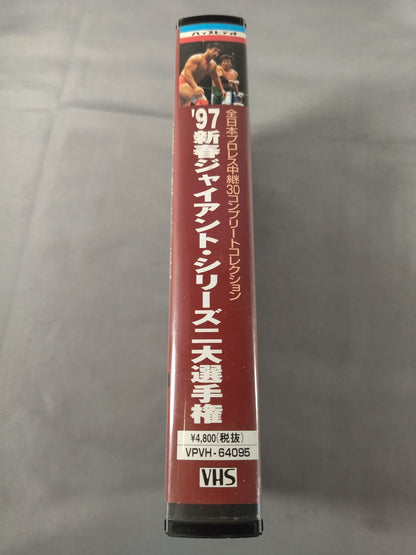 バップビデオ
全日本プロレス中継30コンプリートコレクション
'97新春ジャイアント・シリーズ二大選手権
¥4,800(税抜)
VPVH-64095
VHS